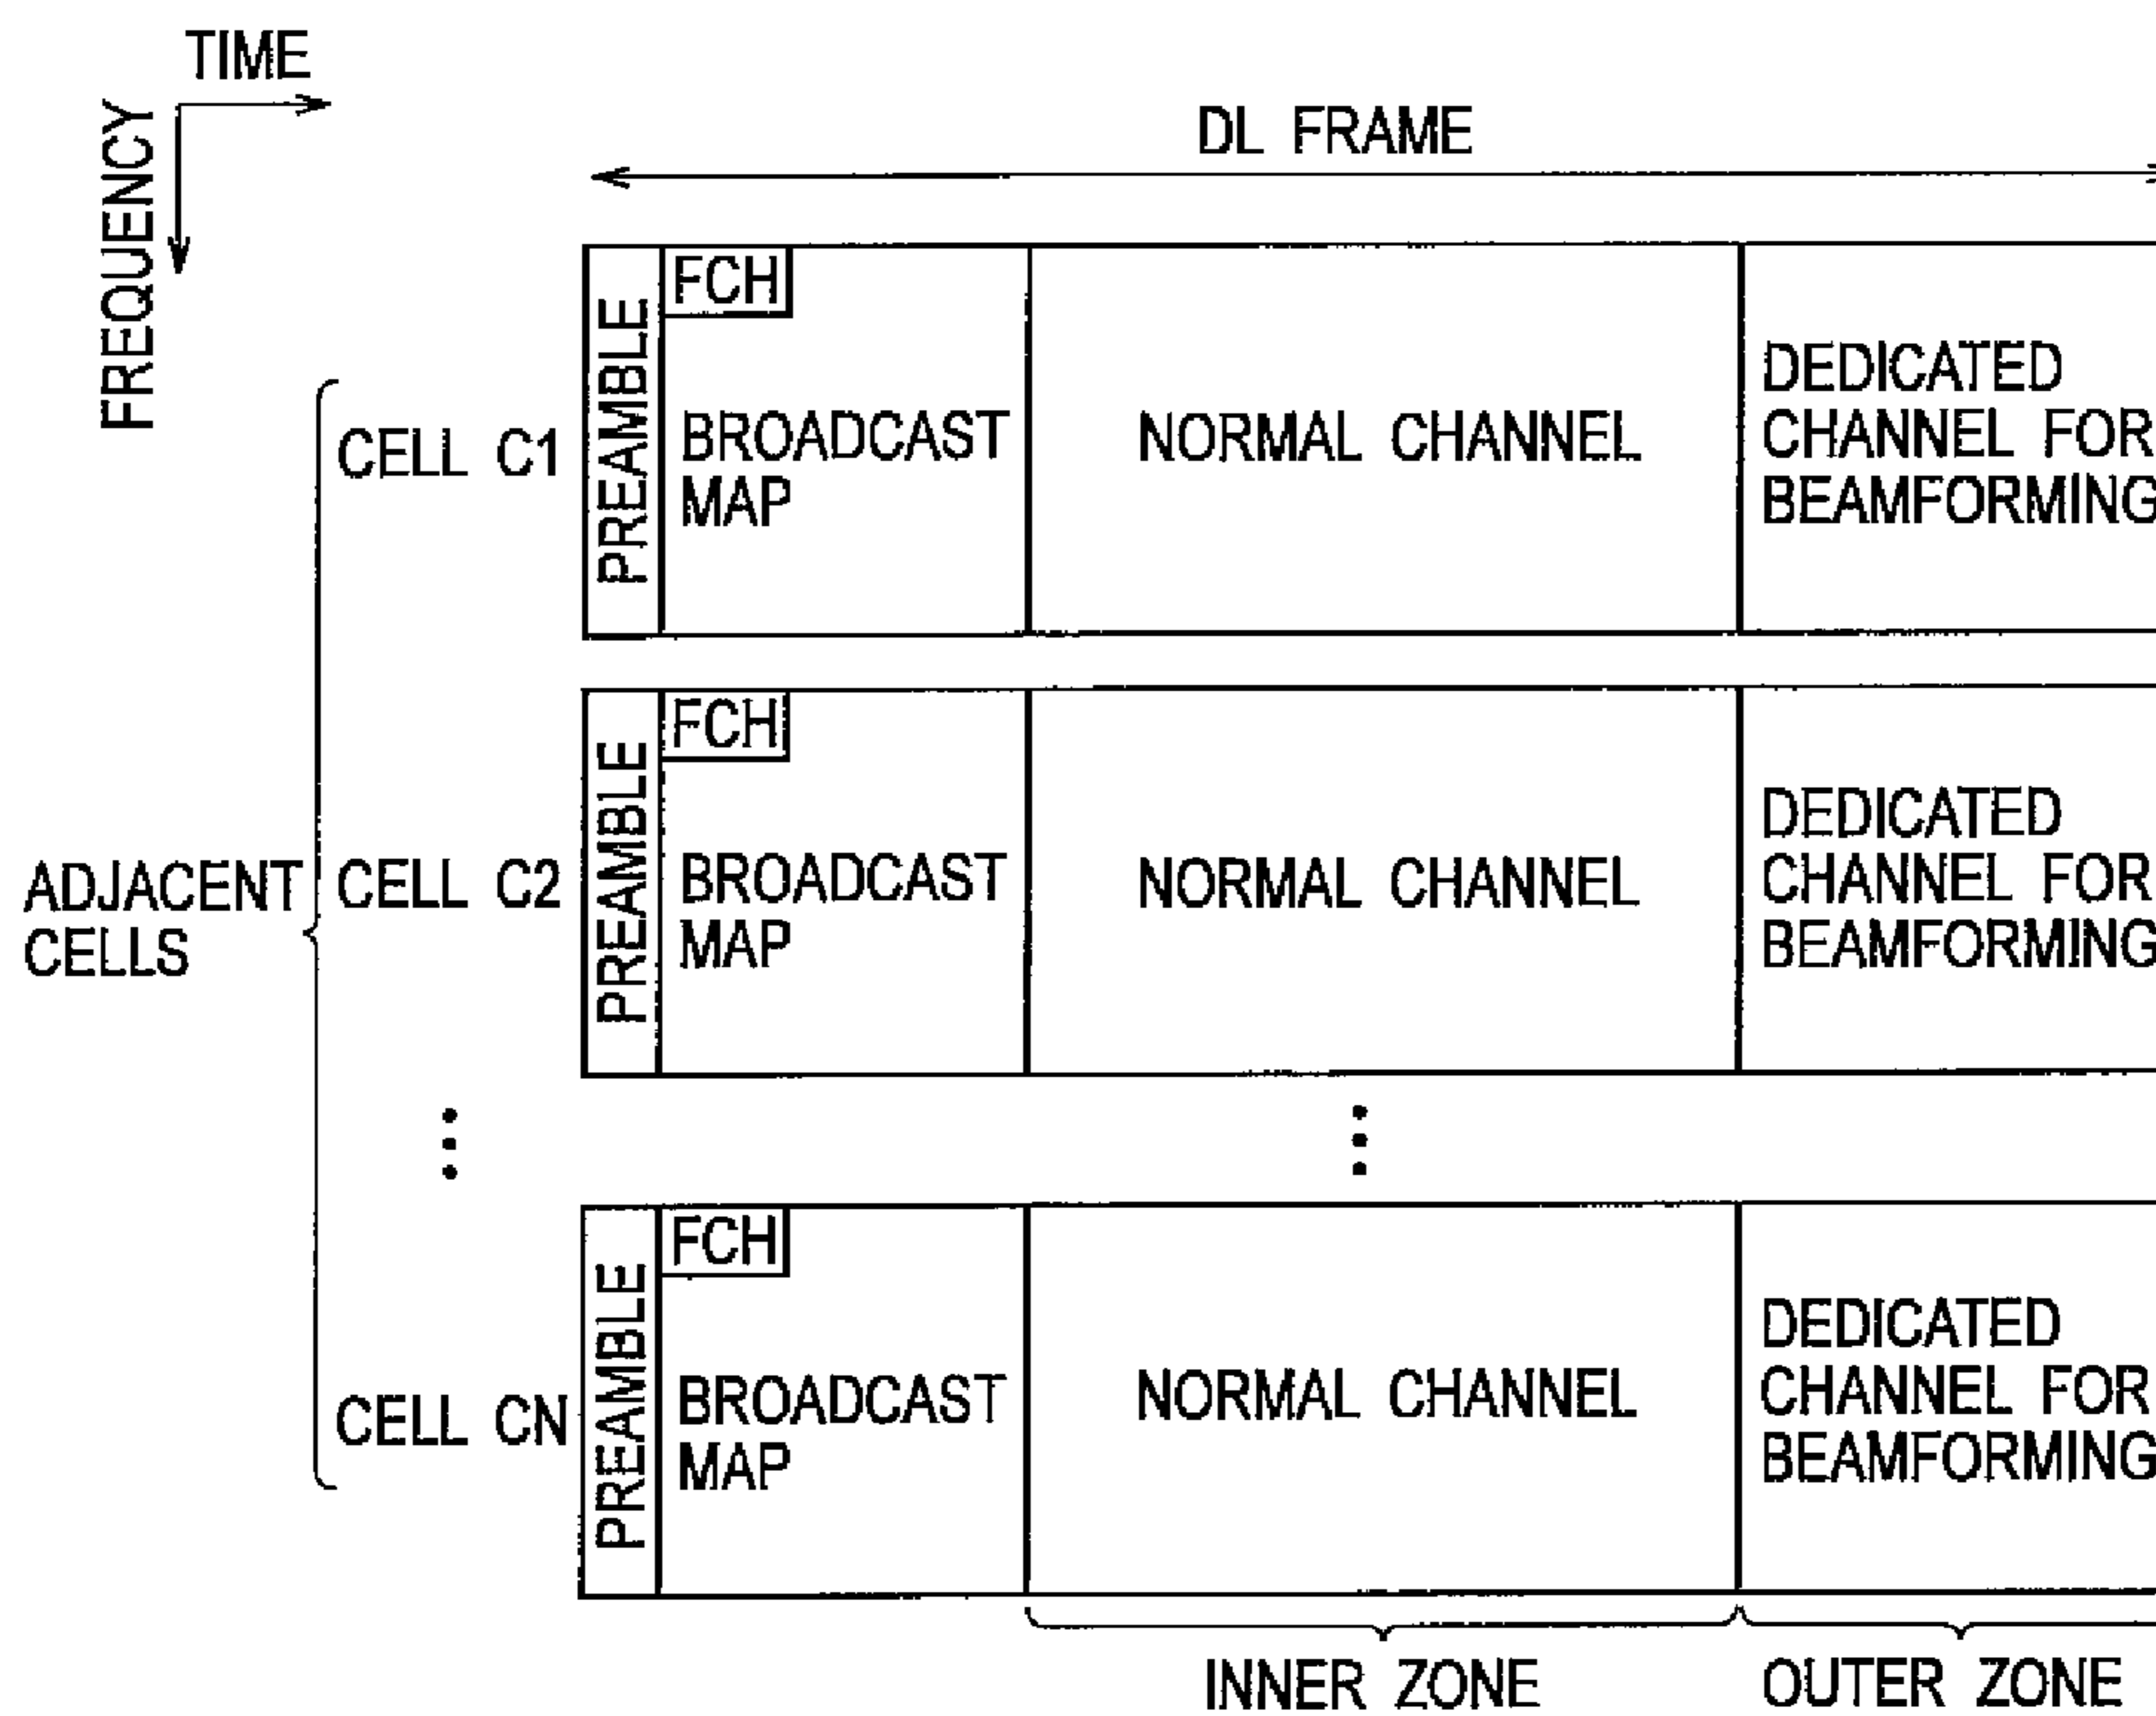 TIME
FREQUENCY
DL FRAME
ADJACENT
CELLS
CELL C1
PREAMBLE
FCH
BROADCAST
MAP
NORMAL CHANNEL
DEDICATED
CHANNEL FOR
BEAMFORMING
CELL C2
PREAMBLE
FCH
BROADCAST
MAP
NORMAL CHANNEL
DEDICATED
CHANNEL FOR
BEAMFORMING
CELL CN
PREAMBLE
FCH
BROADCAST
MAP
NORMAL CHANNEL
DEDICATED
CHANNEL FOR
BEAMFORMING
INNER ZONE
OUTER ZONE